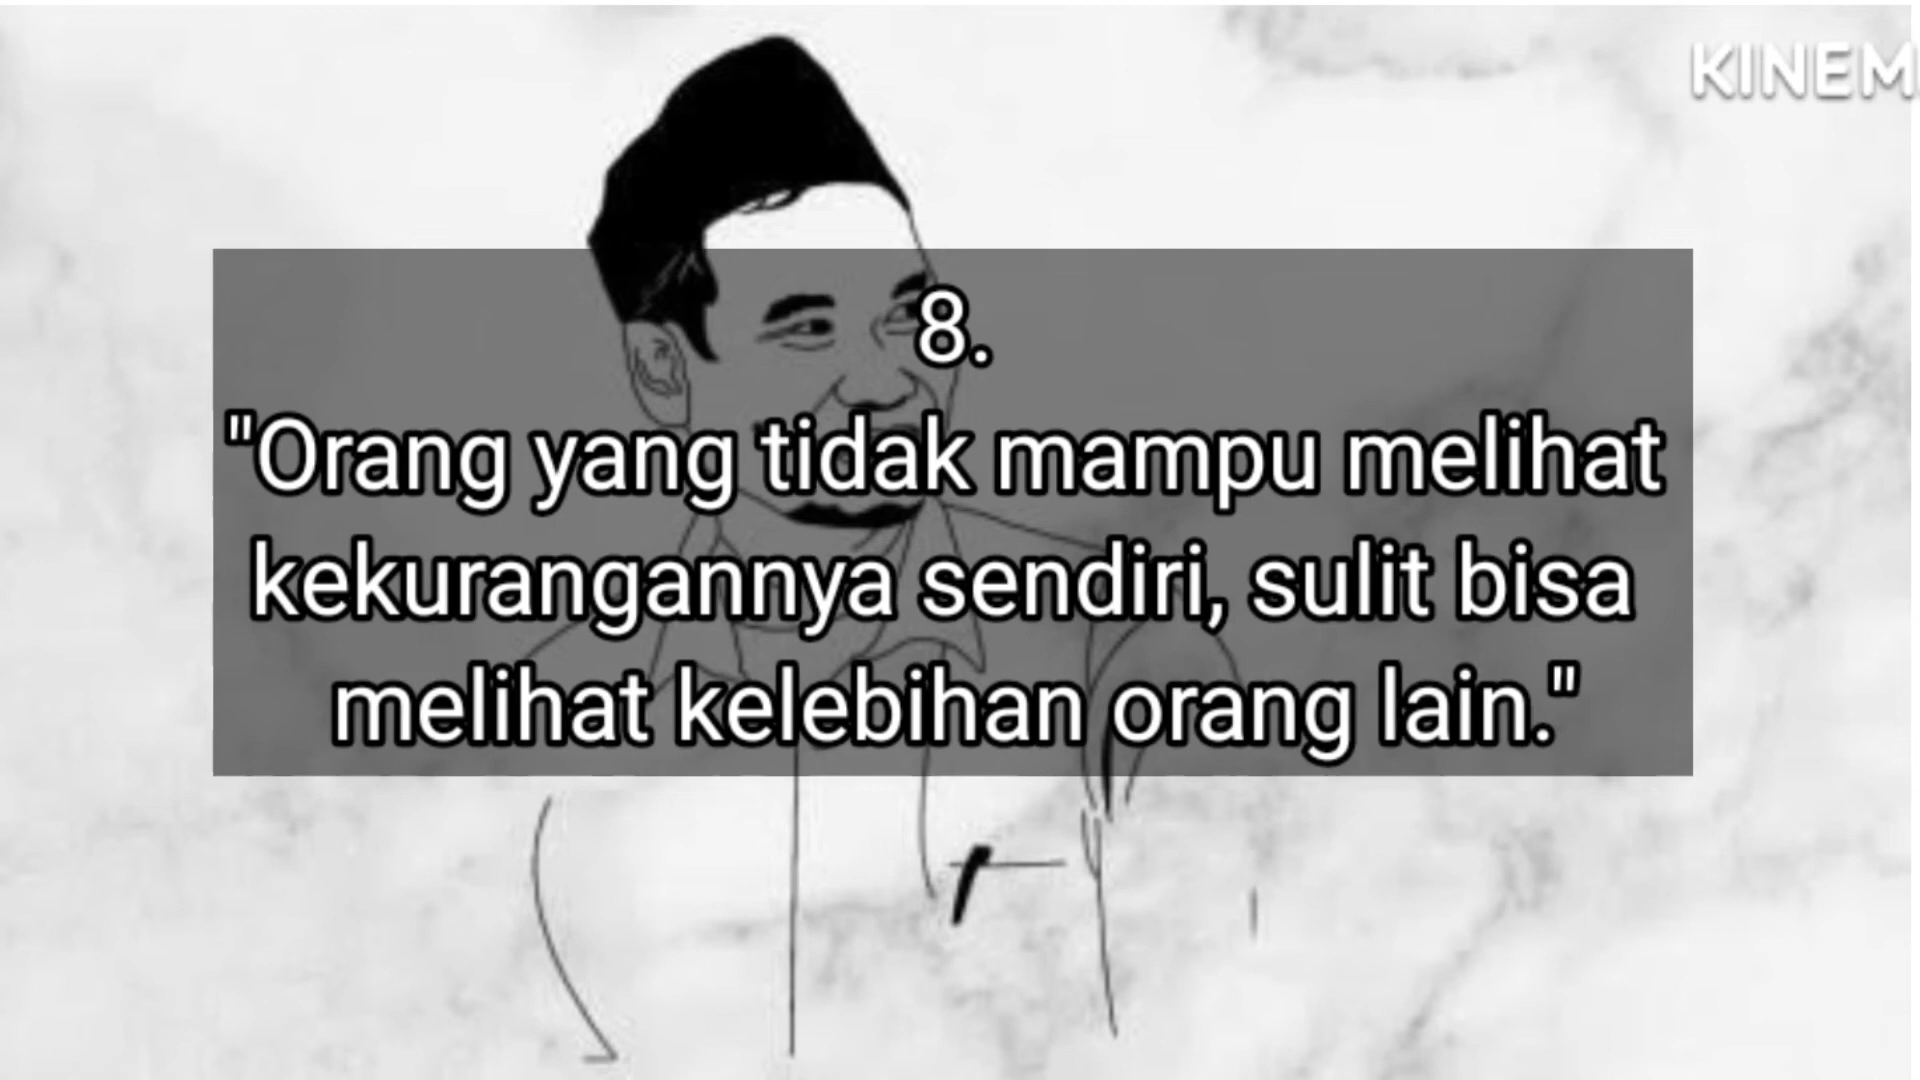 KINEM
8.
"Orang yang tidak mampu melihat
kekurangannya sendiri, sulit bisa
melihat kelebihan orang lain."